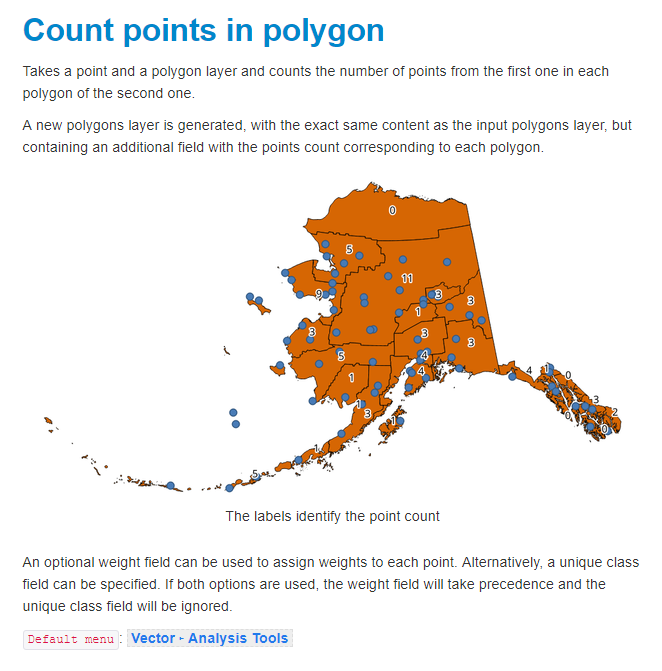 Count points in polygon
Takes a point and a polygon layer and counts the number of points from the first one in each
polygon of the second one.
A new polygons layer is generated, with the exact same content as the input polygons layer, but
containing an additional field with the points count corresponding to each polygon.
0
5
11
9
3
3
1
3
3
3
5
4
4
1
4
1
0
1
3
3
2
0
0
1
1
5
The labels identify the point count
An optional weight field can be used to assign weights to each point. Alternatively, a unique class
field can be specified. If both options are used, the weight field will take precedence and the
unique class field will be ignored.
Default menu: Vector ‣ Analysis Tools